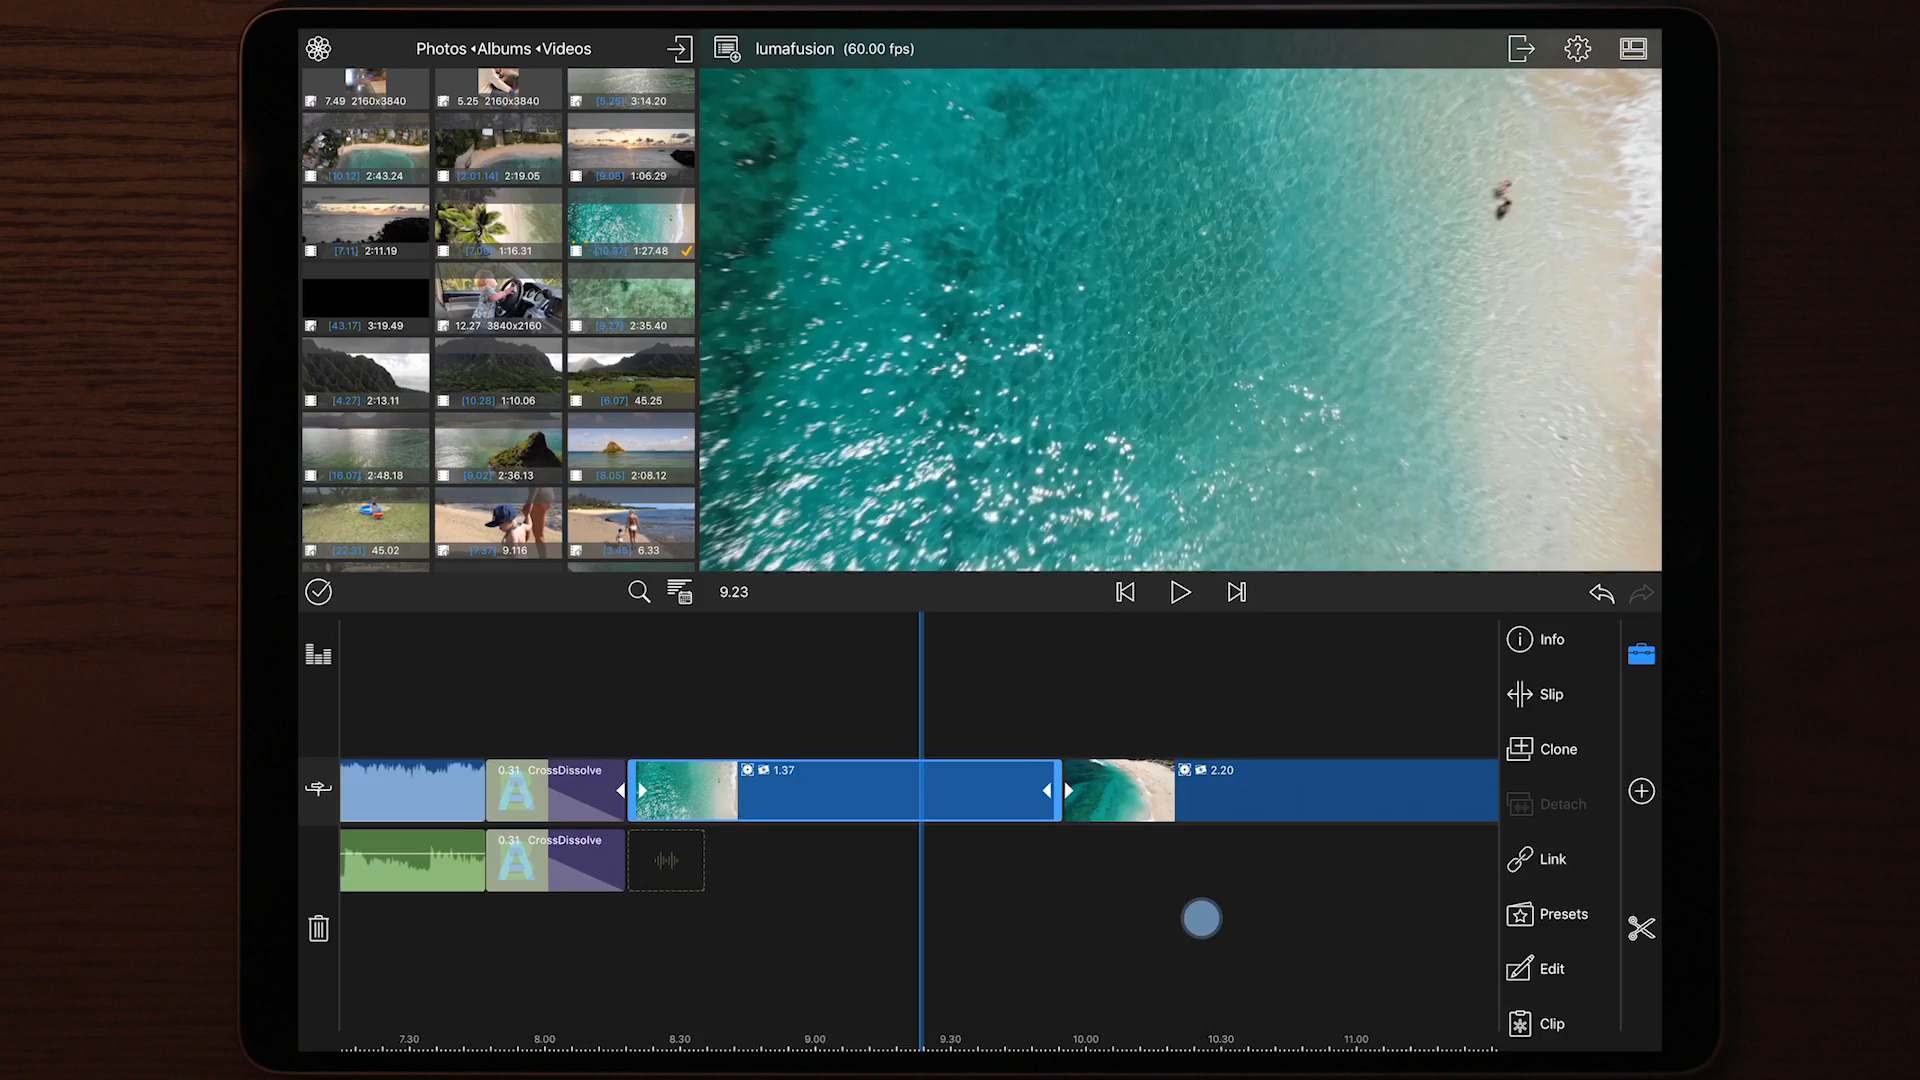 Photos ◂Albums ◂Videos
lumafusion (60.00 fps)
7.49 2160x3840
5.25 2160x3840
[5.25] 3:14.20
[10.12] 2:43.24
[2:01.14] 2:19.05
[9.08] 1:06.29
[7.11] 2:11.19
1:16.31
1:27.48
[43.17] 3:19.49
12.27 3840x2160
[9.27] 2:35.40
[4.27] 2:13.11
[10.28] 1:10.06
[6.07] 45.25
[16.07] 2:48.18
[9.02] 2:36.13
[8.05] 2:08.12
[22.31] 45.02
[7.37] 9.116
[3.45] 6.33
9.23
Info
Slip
Clone
Detach
Link
Presets
Edit
Clip
0.31 CrossDissolve
1.37
2.20
0.31 CrossDissolve
7.30 8.00 8.30 9.00 9.30 10.00 10.30 11.00